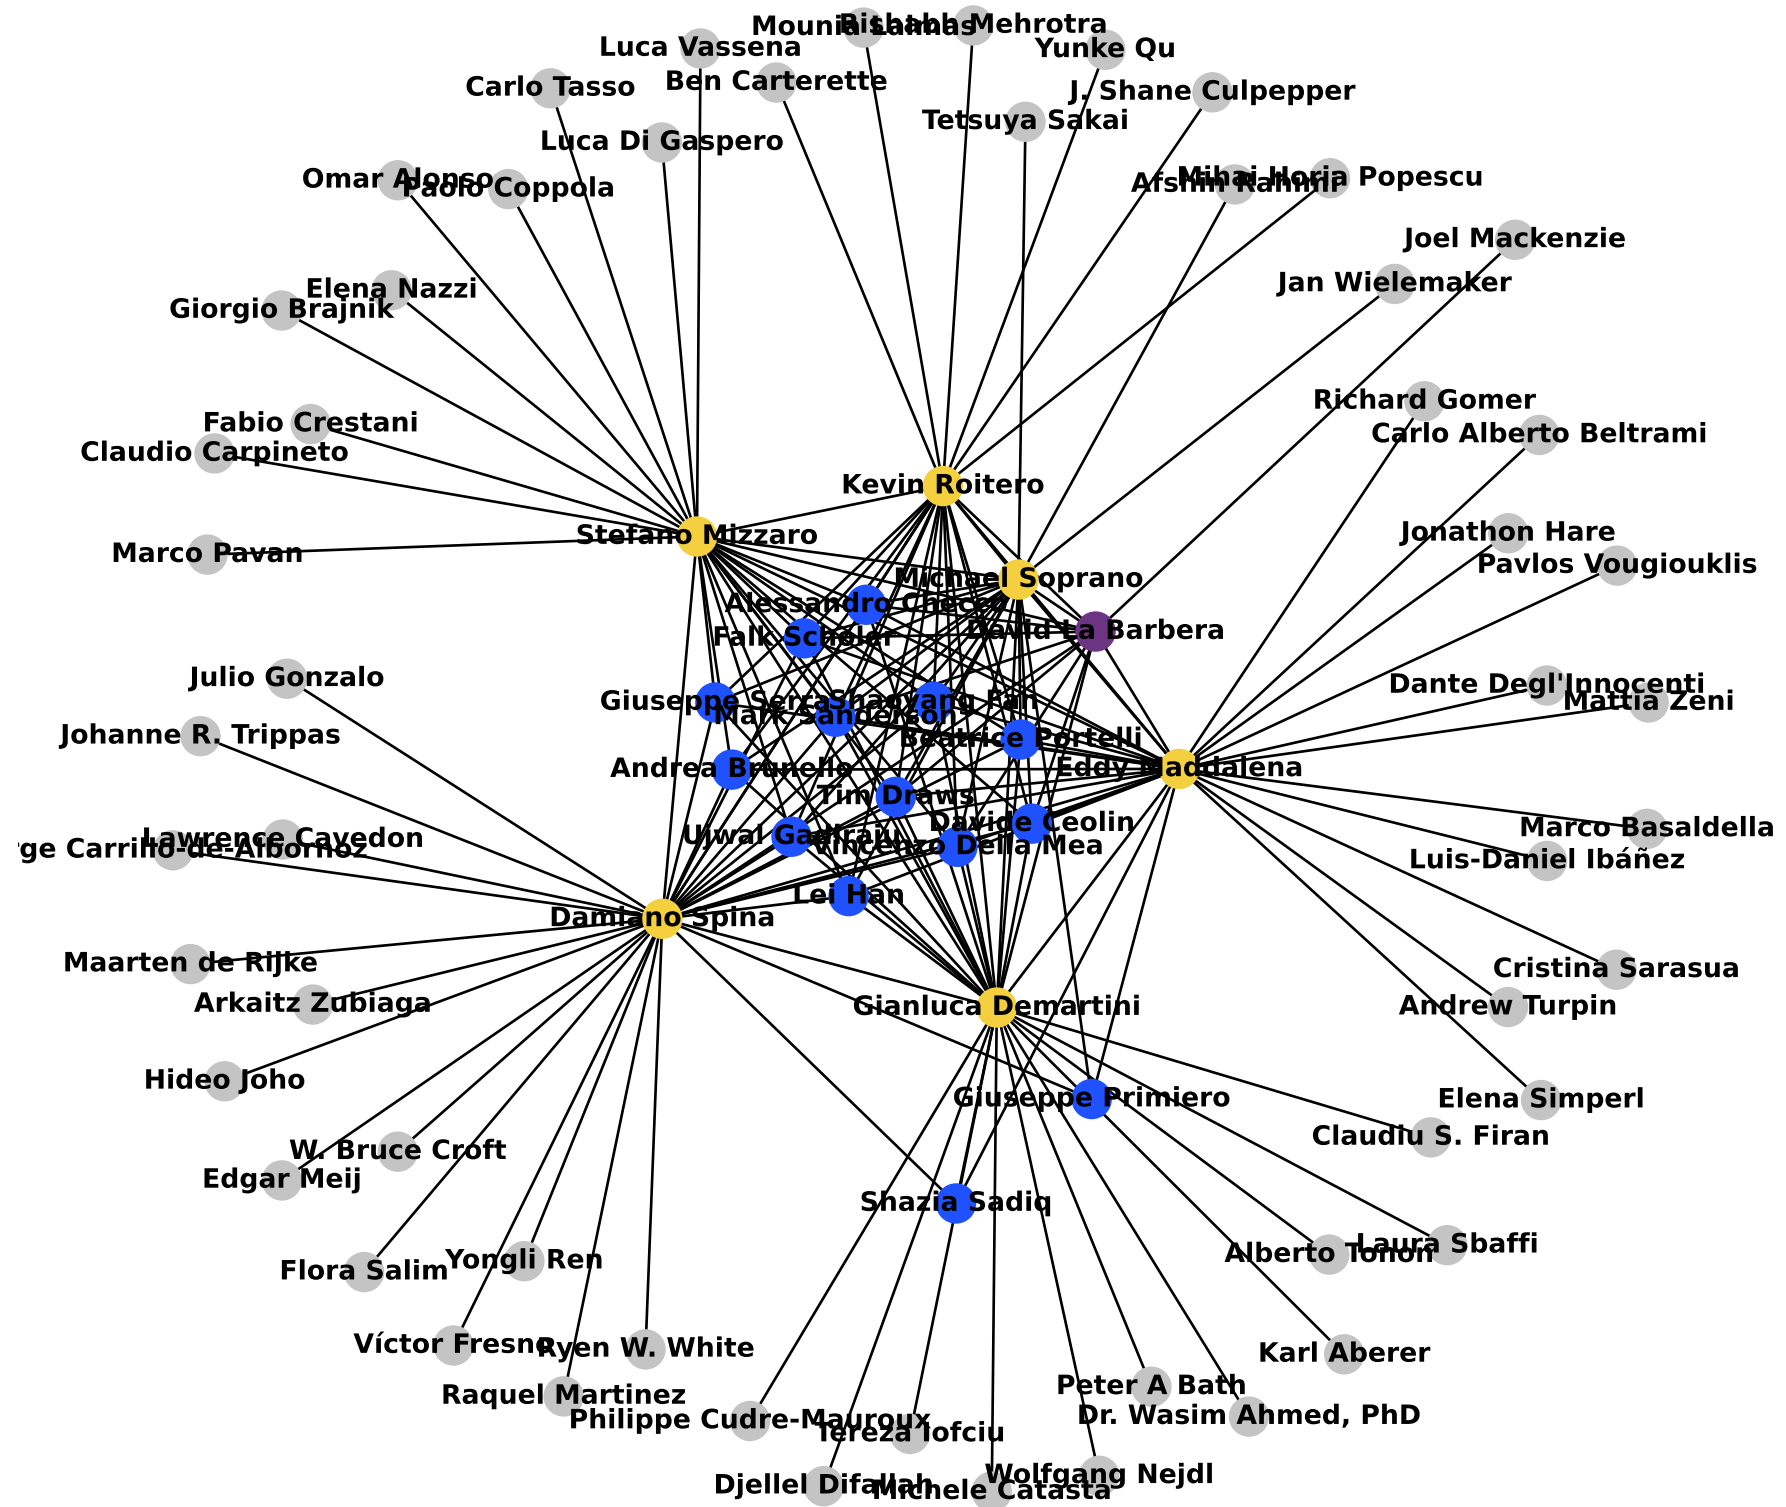 Mounia Lalmas
Rishabh Mehrotra
Luca Vassena
Yunke Qu
Ben Carterette
Carlo Tasso
J. Shane Culpepper
Tetsuya Sakai
Luca Di Gaspero
Omar Alonso
Paolo Coppola
Afshin Rahimi
Mihai Horia Popescu
Joel Mackenzie
Jan Wielemaker
Elena Nazzi
Giorgio Brajnik
Richard Gomer
Fabio Crestani
Carlo Alberto Beltrami
Claudio Carpineto
Kevin Roitero
Stefano Mizzaro
Jonathon Hare
Marco Pavan
Pavlos Vougiouklis
Michael Soprano
Alessandro Checco
Falk Scholer
David La Barbera
Julio Gonzalo
Dante Degl'Innocenti
Mattia Zeni
Giuseppe Serra
Shaoyang Fan
Mark Sanderson
Johanne R. Trippas
Beatrice Portelli
Andrea Brunello
Eddy Maddalena
Tim Draws
Davide Ceolin
Marco Basaldella
Ujwal Gadiraju
Vincenzo Della Mea
Lawrence Cavedon
rge Carrillo-de-Albornoz
Luis-Daniel Ibáñez
Lei Han
Damiano Spina
Maarten de Rijke
Cristina Sarasua
Arkaitz Zubiaga
Gianluca Demartini
Andrew Turpin
Hideo Joho
Giuseppe Primiero
Elena Simperl
Claudiu S. Firan
W. Bruce Croft
Edgar Meij
Shazia Sadiq
Flora Salim
Yongli Ren
Alberto Tonon
Laura Sbaffi
Víctor Fresno
Ryen W. White
Karl Aberer
Raquel Martinez
Peter A Bath
Philippe Cudre-Mauroux
Tereza Iofciu
Dr. Wasim Ahmed, PhD
Djellel Difallah
Wolfgang Nejdl
Michele Catasta